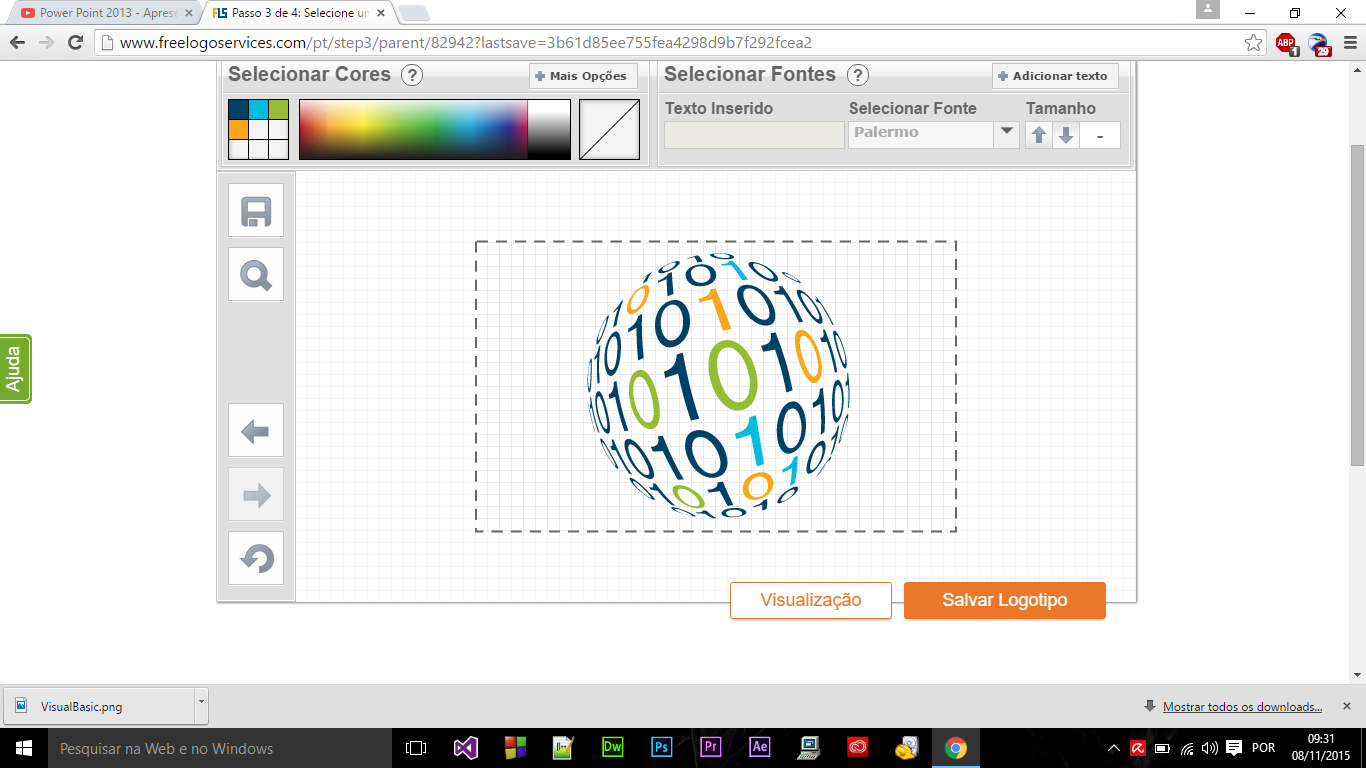 Power Point 2013 - Aprese
Passo 3 de 4: Selecione un
www.freelogoservices.com/pt/step3/parent/82942?lastsave=3b61d85ee755fea4298d9b7f292fcea2
ABP
1
29
Selecionar Cores ?
Mais Opções
Selecionar Fontes ?
Adicionar texto
Texto Inserido
Selecionar Fonte
Tamanho
Palermo
-
Ajuda
Visualização
Salvar Logotipo
VisualBasic.png
Mostrar todos os downloads...
Pesquisar na Web e no Windows
Dw
Ps
Pr
Ae
POR
09:31
08/11/2015